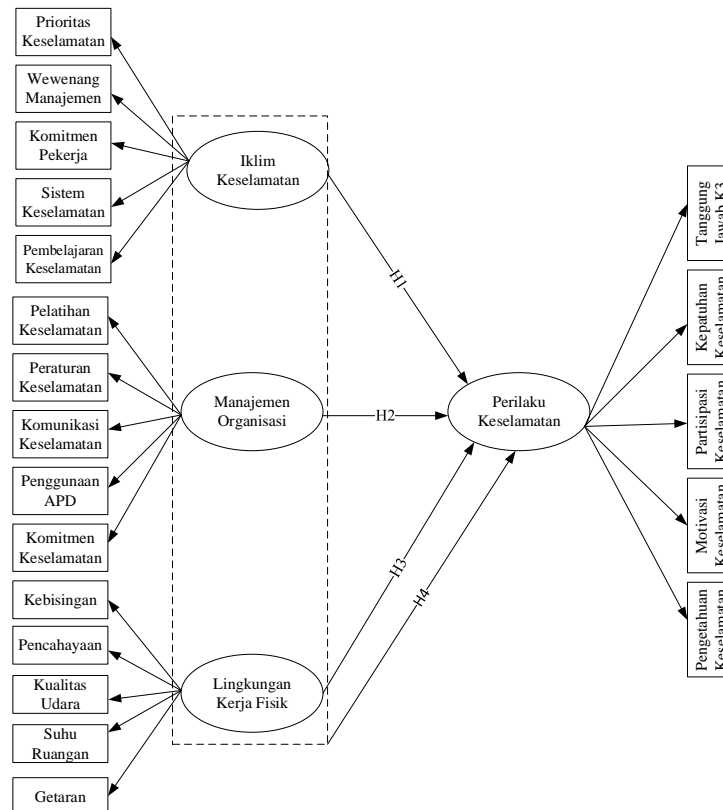 Prioritas
Keselamatan
Wewenang
Manajemen
Komitmen
Pekerja
Sistem
Keselamatan
Pembelajaran
Keselamatan
Pelatihan
Keselamatan
Peraturan
Keselamatan
Komunikasi
Keselamatan
Penggunaan
APD
Komitmen
Keselamatan
Kebisingan
Pencahayaan
Kualitas
Udara
Suhu
Ruangan
Getaran
Iklim
Keselamatan
Manajemen
Organisasi
Lingkungan
Kerja Fisik
H1
H2
H3
H4
Perilaku
Keselamatan
Tanggung
Jawab K3
Kepatuhan
Keselamatan
Partisipasi
Keselamatan
Motivasi
Keselamatan
Pengetahuan
Keselamatan